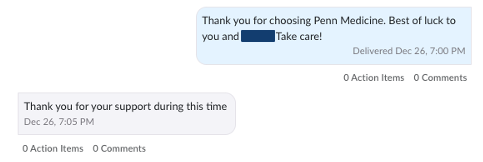 Thank you for choosing Penn Medicine. Best of luck to
you and Take care!
Delivered Dec 26, 7:00 PM
0 Action Items 0 Comments
Thank you for your support during this time
Dec 26, 7:05 PM
0 Action Items 0 Comments